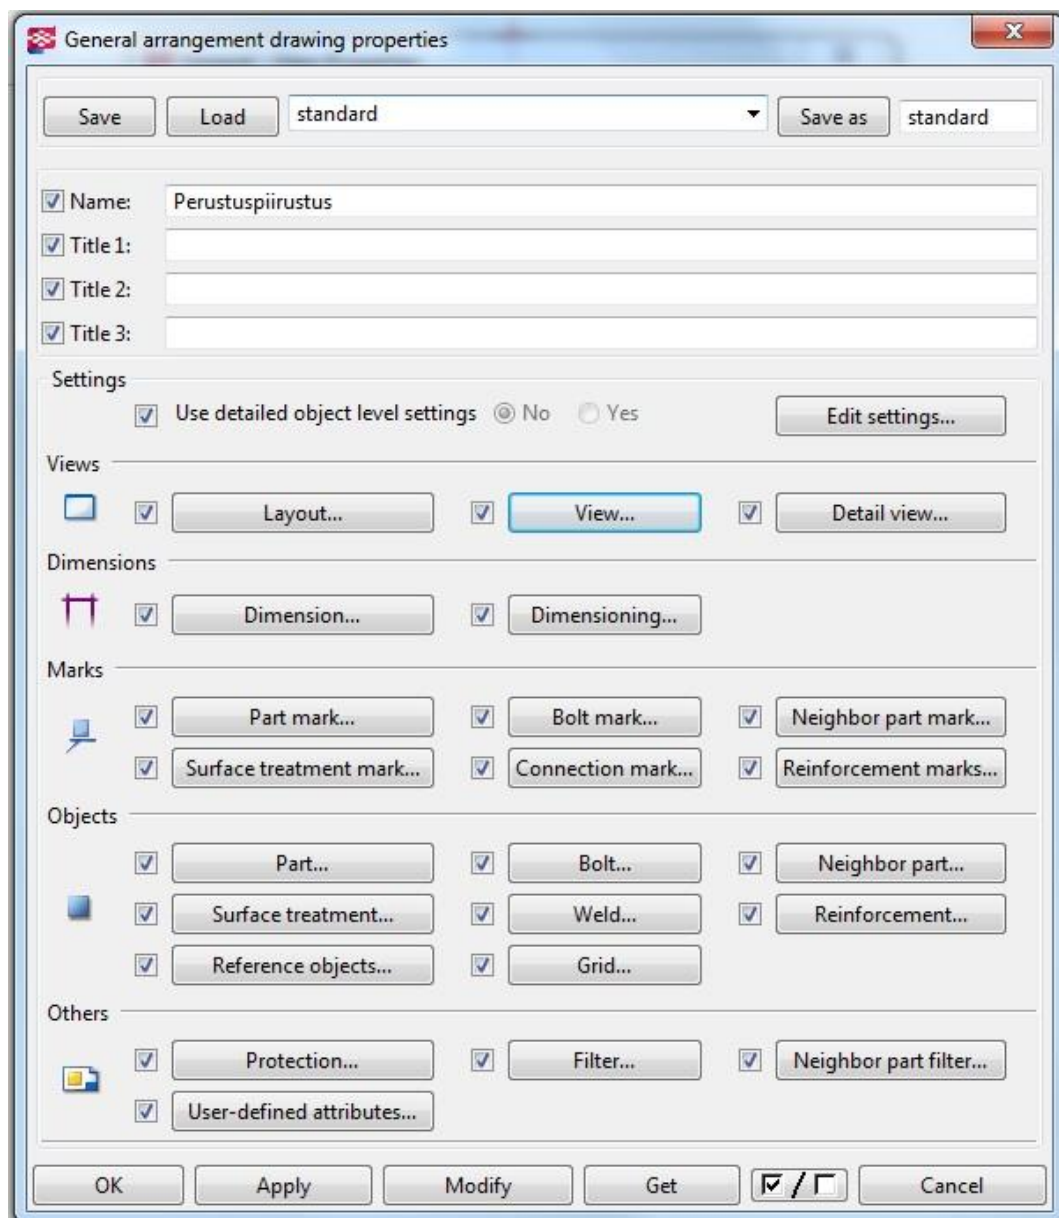 General arrangement drawing properties
Save Load standard Save as standard
Name: Perustuspiirustus
Title 1:
Title 2:
Title 3:
Settings
Use detailed object level settings No Yes Edit settings...
Views
Layout... View... Detail view...
Dimensions
Dimension... Dimensioning...
Marks
Part mark... Bolt mark... Neighbor part mark...
Surface treatment mark... Connection mark... Reinforcement marks...
Objects
Part... Bolt... Neighbor part...
Surface treatment... Weld... Reinforcement...
Reference objects... Grid...
Others
Protection... Filter... Neighbor part filter...
User-defined attributes...
OK Apply Modify Get / Cancel